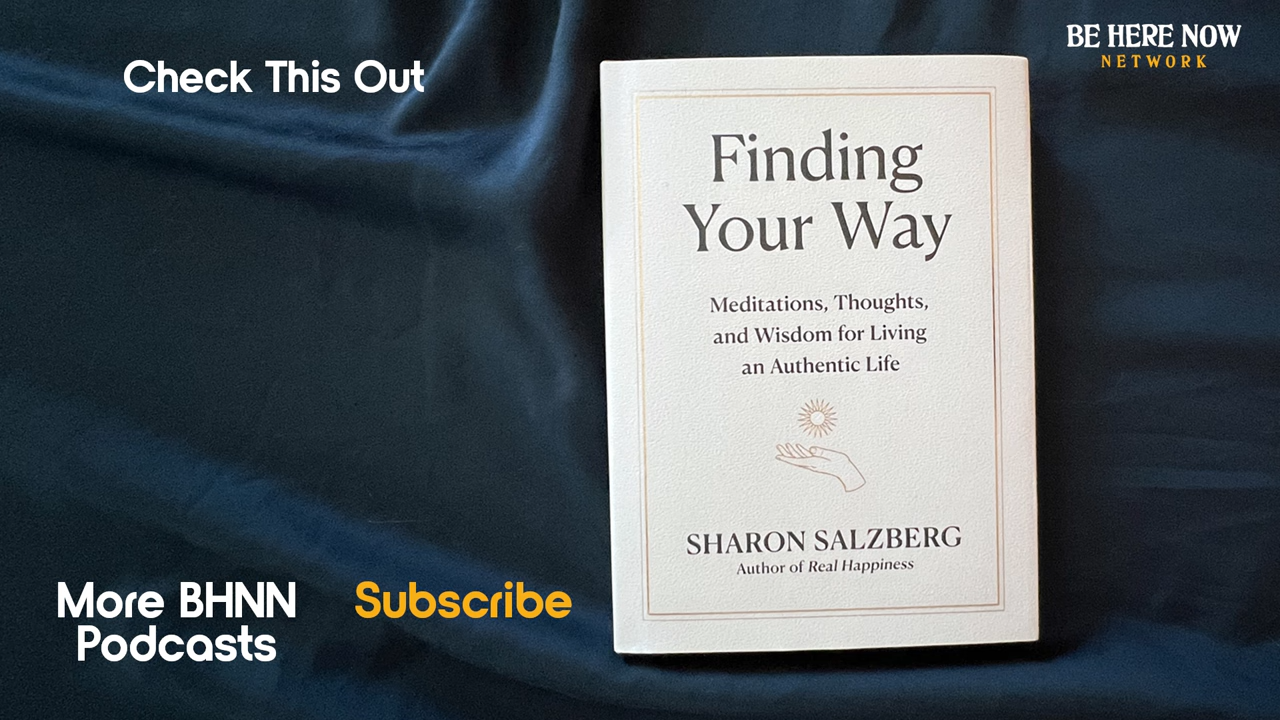 Check This Out
BE HERE NOW
NETWORK
Finding
Your Way
Meditations, Thoughts,
and Wisdom for Living
an Authentic Life
SHARON SALZBERG
Author of Real Happiness
More BHNN
Podcasts
Subscribe